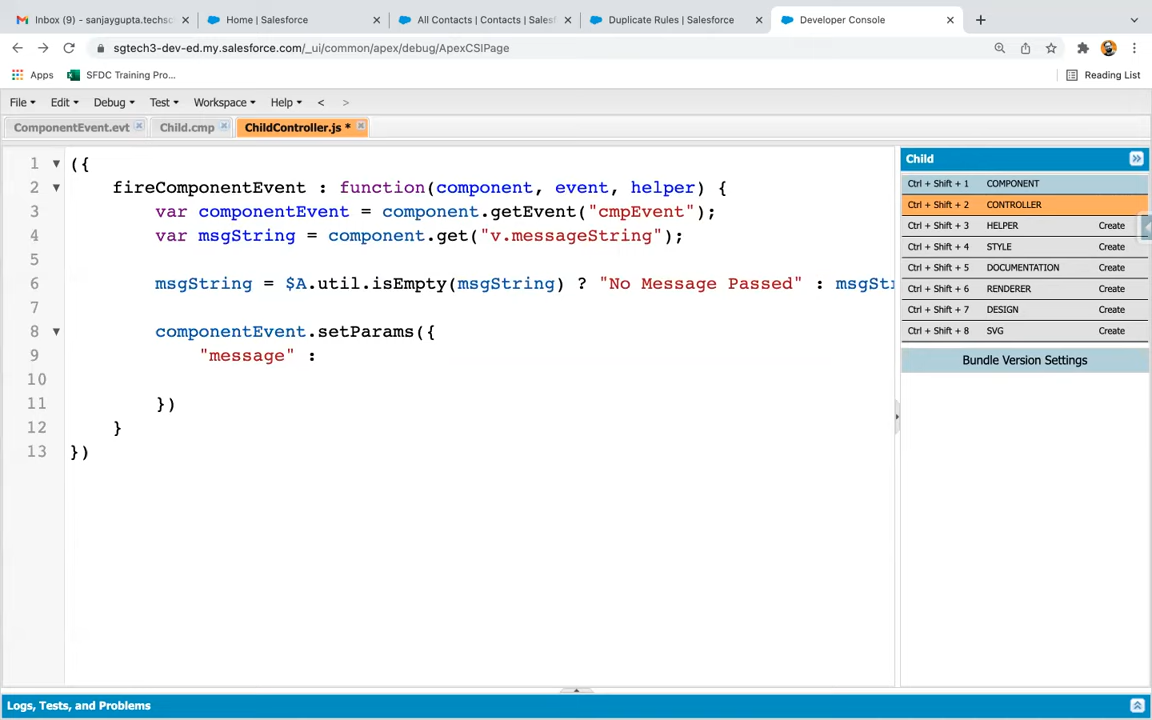 Inbox (9) - sanjaygupta.techsc
Home | Salesforce
All Contacts | Contacts | Salesf
Duplicate Rules | Salesforce
Developer Console
sgtech3-dev-ed.my.salesforce.com/_ui/common/apex/debug/ApexCSIPage
Apps
SFDC Training Pro...
Reading List
File
Edit
Debug
Test
Workspace
Help
<
>
ComponentEvent.evt
Child.cmp
ChildController.js *
1 ({
2 fireComponentEvent : function(component, event, helper) {
3 var componentEvent = component.getEvent("cmpEvent");
4 var msgString = component.get("v.messageString");
5
6 msgString = $A.util.isEmpty(msgString) ? "No Message Passed" : msgStr
7
8 componentEvent.setParams({
9 "message" :
10
11 })
12 }
13 })
Child
Ctrl + Shift + 1 COMPONENT
Ctrl + Shift + 2 CONTROLLER
Ctrl + Shift + 3 HELPER Create
Ctrl + Shift + 4 STYLE Create
Ctrl + Shift + 5 DOCUMENTATION Create
Ctrl + Shift + 6 RENDERER Create
Ctrl + Shift + 7 DESIGN Create
Ctrl + Shift + 8 SVG Create
Bundle Version Settings
Logs, Tests, and Problems